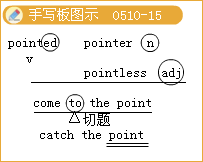 手写板图示 0510-15
pointed pointer n
v
pointless adj
come to the point
切题
catch the point